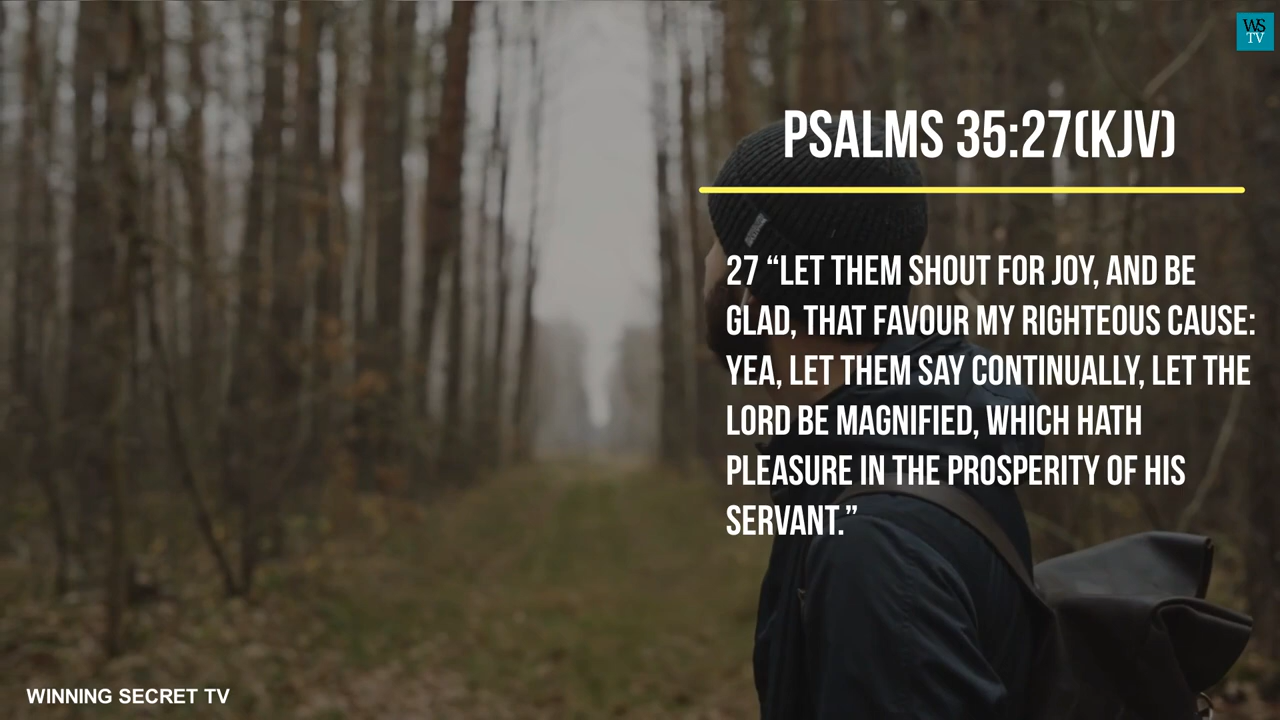 WS
TV
PSALMS 35:27(KJV)
27 “LET THEM SHOUT FOR JOY, AND BE
GLAD, THAT FAVOUR MY RIGHTEOUS CAUSE:
YEA, LET THEM SAY CONTINUALLY, LET THE
LORD BE MAGNIFIED, WHICH HATH
PLEASURE IN THE PROSPERITY OF HIS
SERVANT.”
WINNING SECRET TV